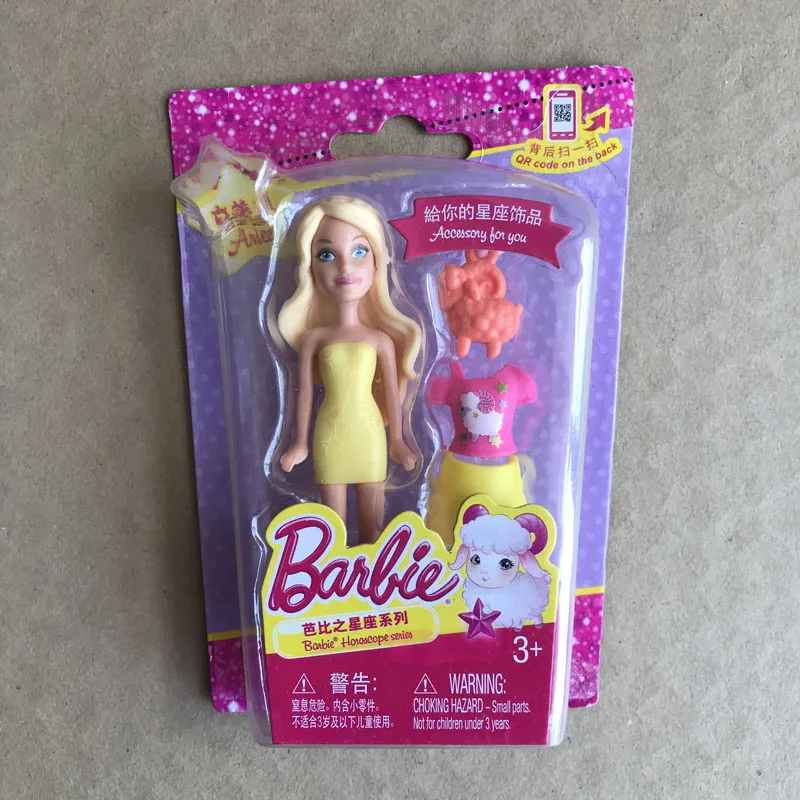 背后扫一扫
QR code on the back
Aries
給你的星座饰品
Accessory for you
Barbie®
芭比之星座系列
Barbie® Horoscope series
3+
警告:
窒息危险。内含小零件。
不适合3岁及以下儿童使用。
WARNING:
CHOKING HAZARD – Small parts.
Not for children under 3 years.